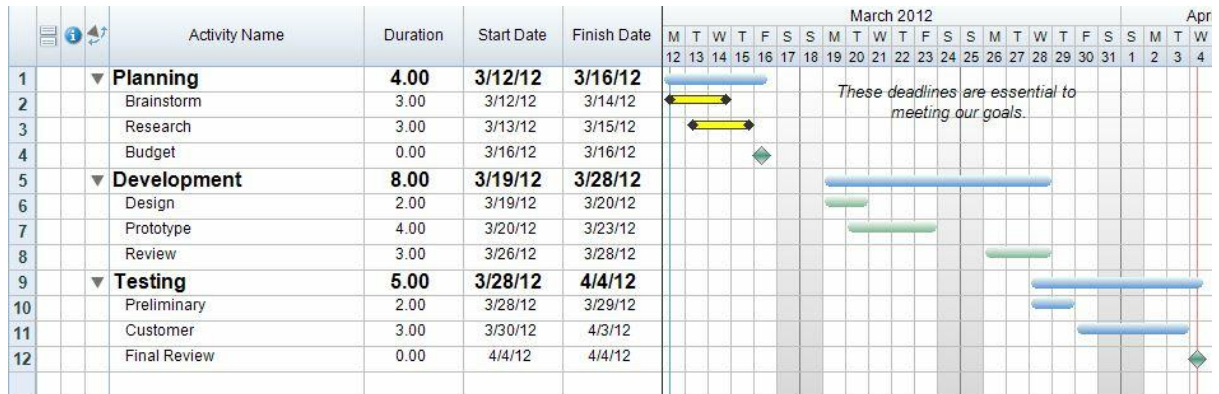 March 2012 Apr
Activity Name Duration Start Date Finish Date M T W T F S S M T W T F S S M T W T F S S M T W
12 13 14 15 16 17 18 19 20 21 22 23 24 25 26 27 28 29 30 31 1 2 3 4
1 Planning 4.00 3/12/12 3/16/12
These deadlines are essential to
2 Brainstorm 3.00 3/12/12 3/14/12
meeting our goals.
3 Research 3.00 3/13/12 3/15/12
4 Budget 0.00 3/16/12 3/16/12
5 Development 8.00 3/19/12 3/28/12
6 Design 2.00 3/19/12 3/20/12
7 Prototype 4.00 3/20/12 3/23/12
8 Review 3.00 3/26/12 3/28/12
9 Testing 5.00 3/28/12 4/4/12
10 Preliminary 2.00 3/28/12 3/29/12
11 Customer 3.00 3/30/12 4/3/12
12 Final Review 0.00 4/4/12 4/4/12